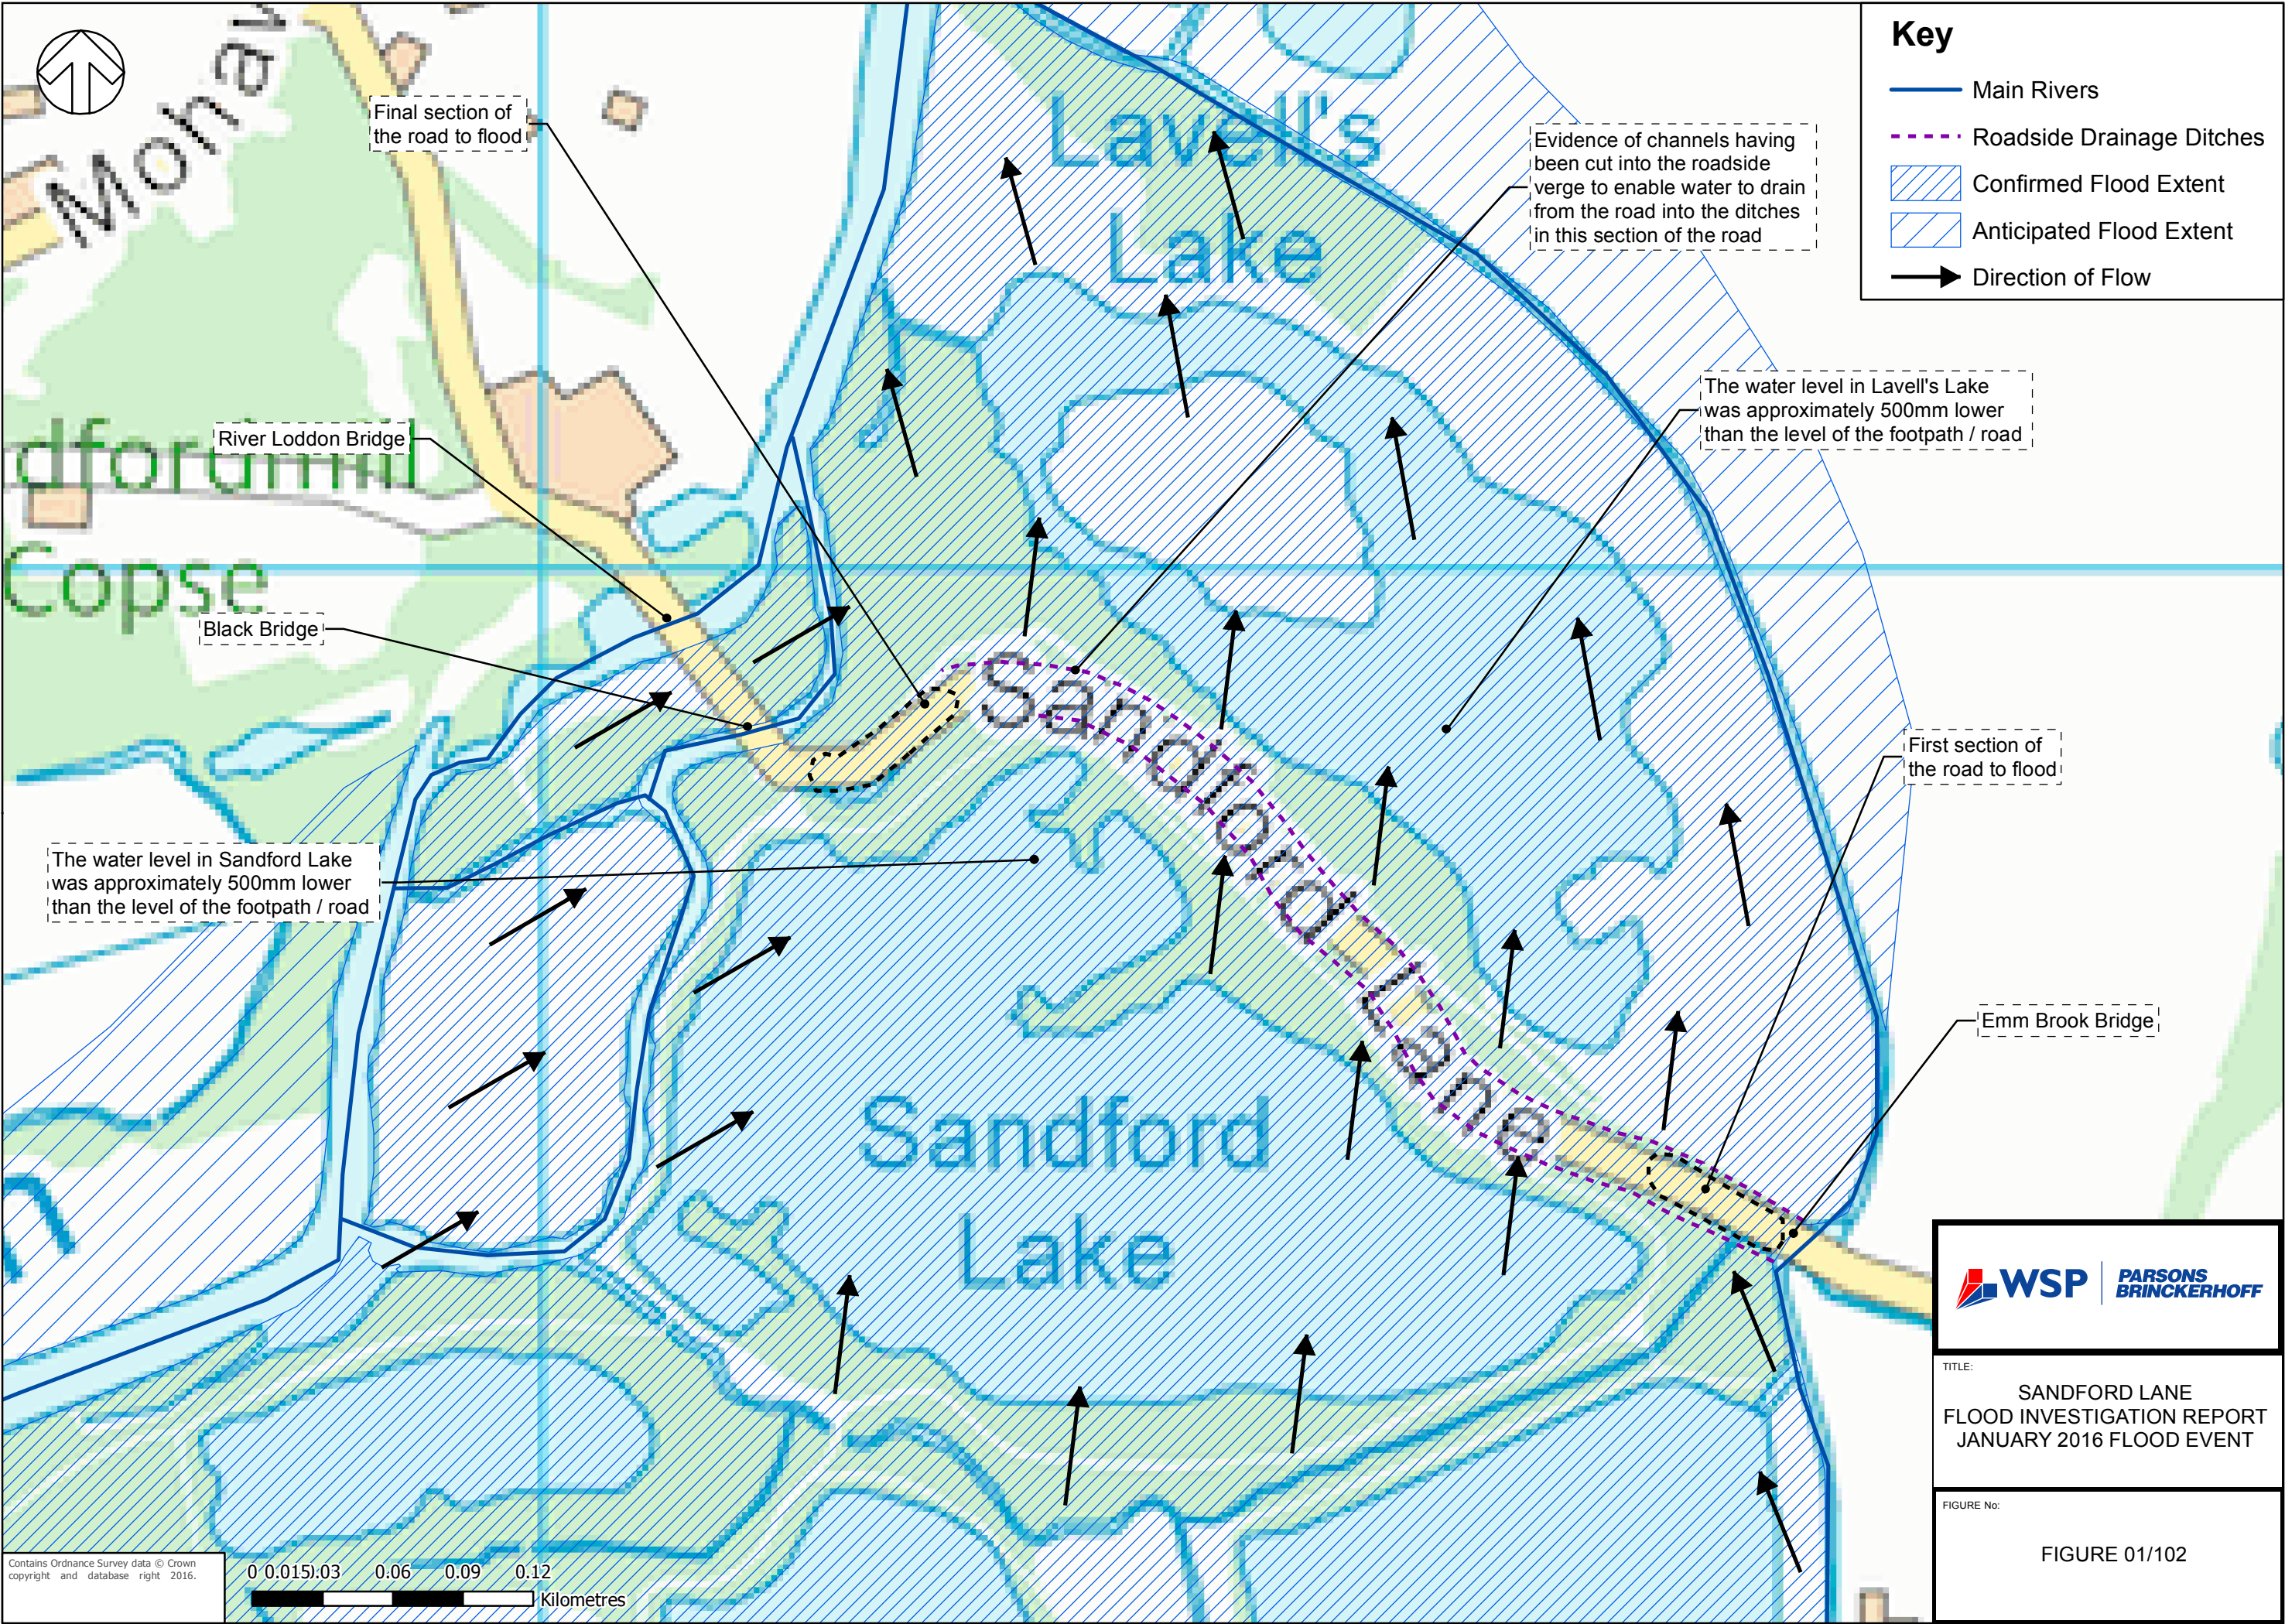 Mohav
Final section of
the road to flood
Lavell's
Lake
Evidence of channels having
been cut into the roadside
verge to enable water to drain
from the road into the ditches
in this section of the road
Key
Main Rivers
Roadside Drainage Ditches
Confirmed Flood Extent
Anticipated Flood Extent
Direction of Flow
The water level in Lavell's Lake
was approximately 500mm lower
than the level of the footpath / road
River Loddon Bridge
dfordmill
Copse
Black Bridge
Sandford Lane
First section of
the road to flood
The water level in Sandford Lake
was approximately 500mm lower
than the level of the footpath / road
Emm Brook Bridge
Sandford
Lake
WSP PARSONS
BRINCKERHOFF
TITLE:
SANDFORD LANE
FLOOD INVESTIGATION REPORT
JANUARY 2016 FLOOD EVENT
FIGURE No:
FIGURE 01/102
Contains Ordnance Survey data © Crown
copyright and database right 2016.
0 0.015 0.03 0.06 0.09 0.12
Kilometres